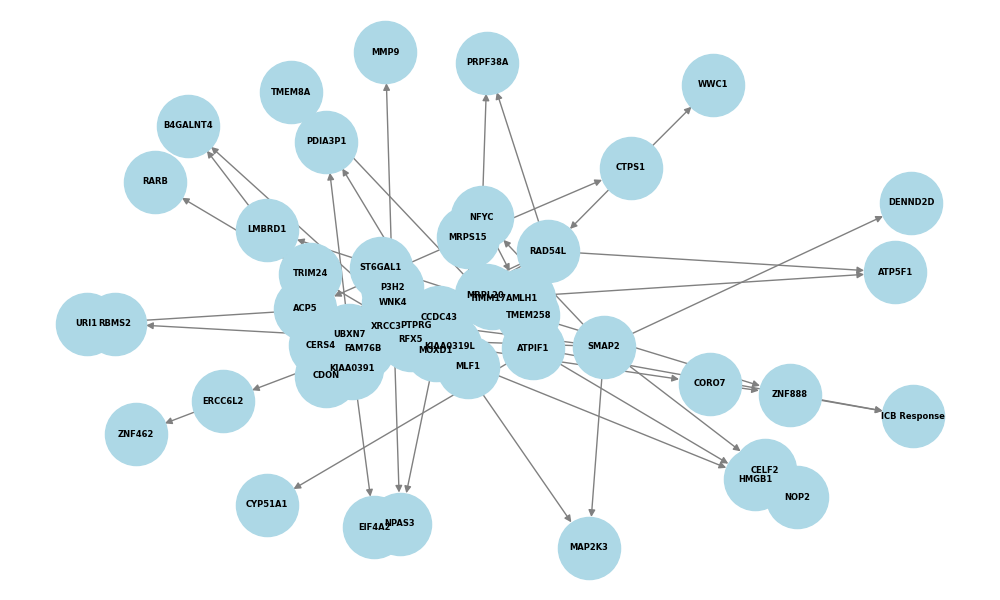 MMP9
PRPF38A
TMEM8A
WWC1
B4GALNT4
PDIA3P1
CTPS1
RARB
DENND2D
NFYC
LMBRD1
MRPS15
RAD54L
ST6GAL1
TRIM24
ATP5F1
P3H2
WNK4
MRPL20
TIMM17A
MLH1
ACP5
TMEM258
CCDC43
URI1
RBMS2
XRCC3
PTPRG
UBXN7
RFX5
CERS4
FAM76B
KIAA0319L
MOXD1
ATPIF1
SMAP2
MLF1
KIAA0391
CDON
CORO7
ZNF888
ERCC6L2
ICB Response
ZNF462
CELF2
HMGB1
NOP2
CYP51A1
EIF4A2
NPAS3
MAP2K3